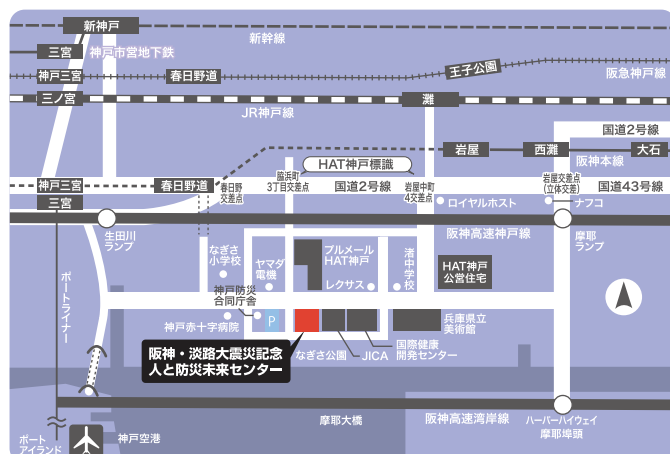 新神戸
新幹線
三宮
神戸市営地下鉄
神戸三宮
春日野道
王子公園
阪急神戸線
三ノ宮
灘
JR神戸線
国道2号線
岩屋
西灘
大石
阪神本線
HAT神戸標識
神戸三宮
春日野道
春日野
交差点
脇浜町
3丁目交差点
国道2号線
岩屋中町
4交差点
岩屋交差点
(立体交差)
国道43号線
三宮
ロイヤルホスト
ナフコ
生田川
ランプ
阪神高速神戸線
摩耶
ランプ
なぎさ
小学校
ヤマダ
電機
ブルメール
HAT神戸
レクサス
渚中学校
HAT神戸
公営住宅
ポートライナー
神戸防災
合同庁舎
P
神戸赤十字病院
兵庫県立
美術館
阪神・淡路大震災記念
人と防災未来センター
なぎさ公園
JICA
国際健康
開発センター
摩耶大橋
阪神高速湾岸線
ハーバーハイウェイ
摩耶埠頭
ポート
アイランド
神戸空港